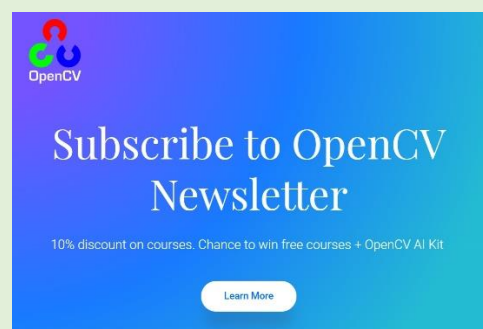 OpenCV
Subscribe to OpenCV
Newsletter
10% discount on courses. Chance to win free courses + OpenCV AI Kit
Learn More